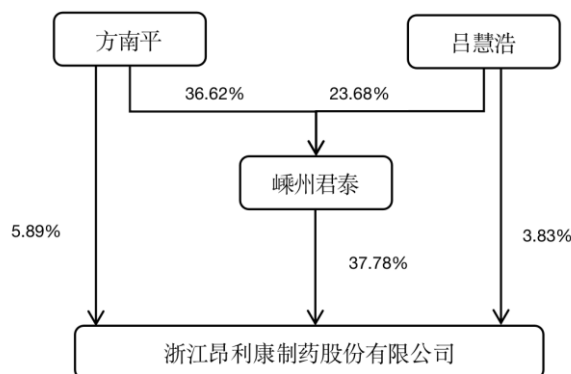 方南平
吕慧浩
36.62%
23.68%
嵊州君泰
5.89%
3.83%
37.78%
浙江昂利康制药股份有限公司